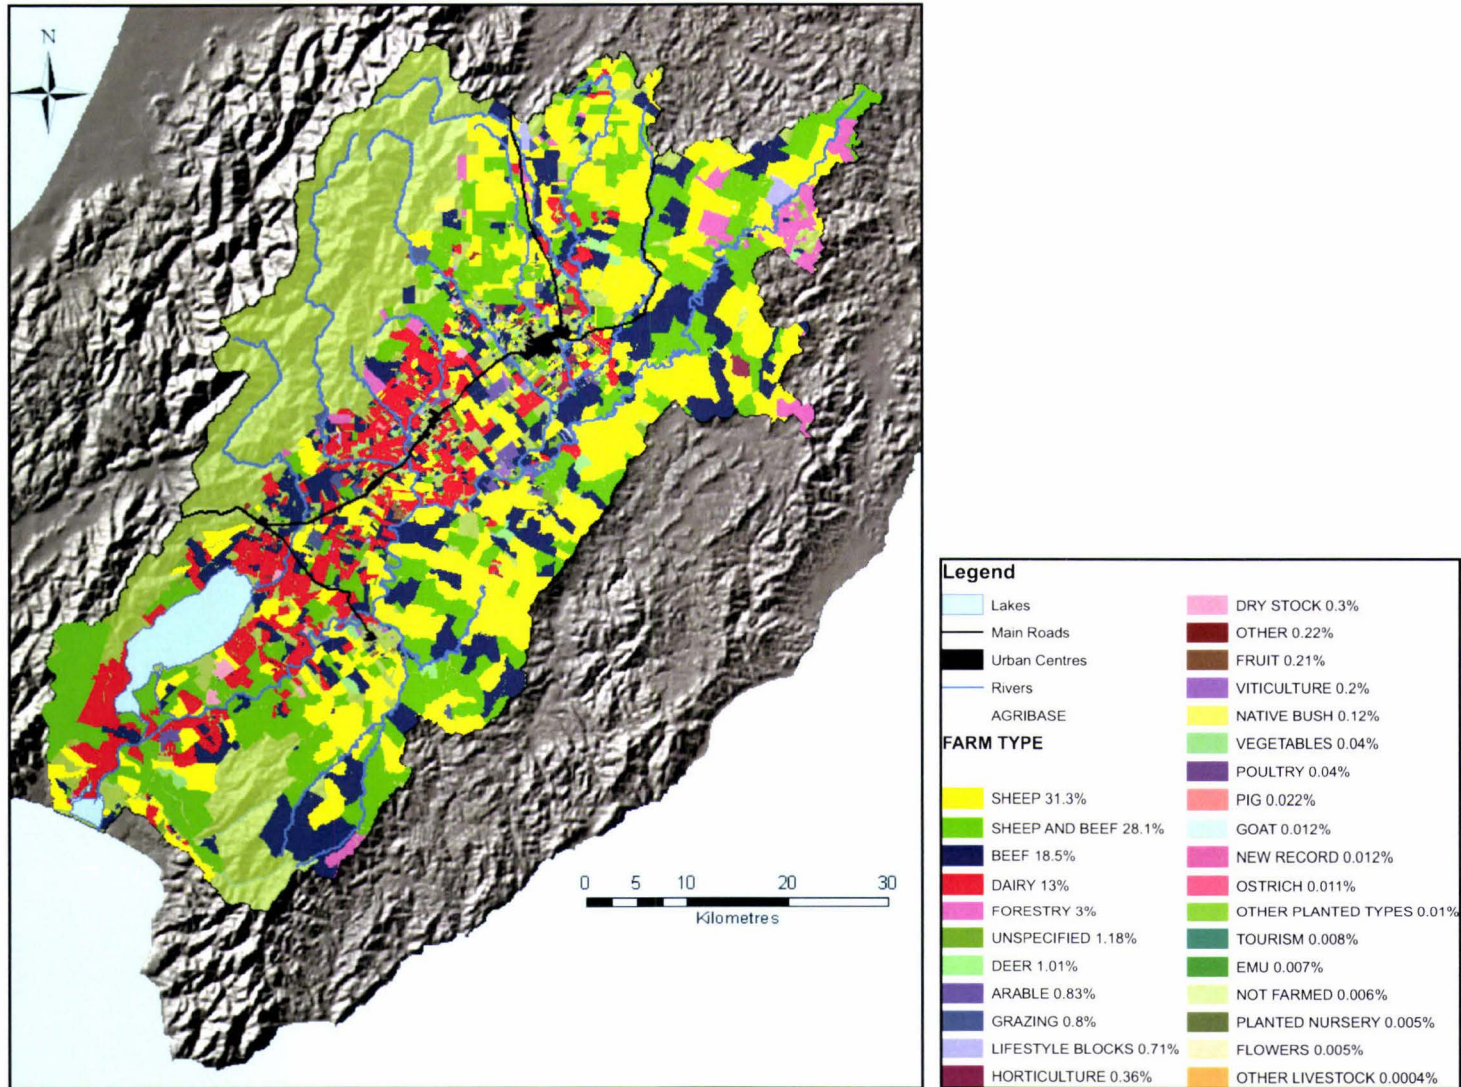 N
0 5 10 20 30
Kilometres
Legend
Lakes
Main Roads
Urban Centres
Rivers
AGRIBASE
FARM TYPE
SHEEP 31.3%
SHEEP AND BEEF 28.1%
BEEF 18.5%
DAIRY 13%
FORESTRY 3%
UNSPECIFIED 1.18%
DEER 1.01%
ARABLE 0.83%
GRAZING 0.8%
LIFESTYLE BLOCKS 0.71%
HORTICULTURE 0.36%
DRY STOCK 0.3%
OTHER 0.22%
FRUIT 0.21%
VITICULTURE 0.2%
NATIVE BUSH 0.12%
VEGETABLES 0.04%
POULTRY 0.04%
PIG 0.022%
GOAT 0.012%
NEW RECORD 0.012%
OSTRICH 0.011%
OTHER PLANTED TYPES 0.01%
TOURISM 0.008%
EMU 0.007%
NOT FARMED 0.006%
PLANTED NURSERY 0.005%
FLOWERS 0.005%
OTHER LIVESTOCK 0.0004%